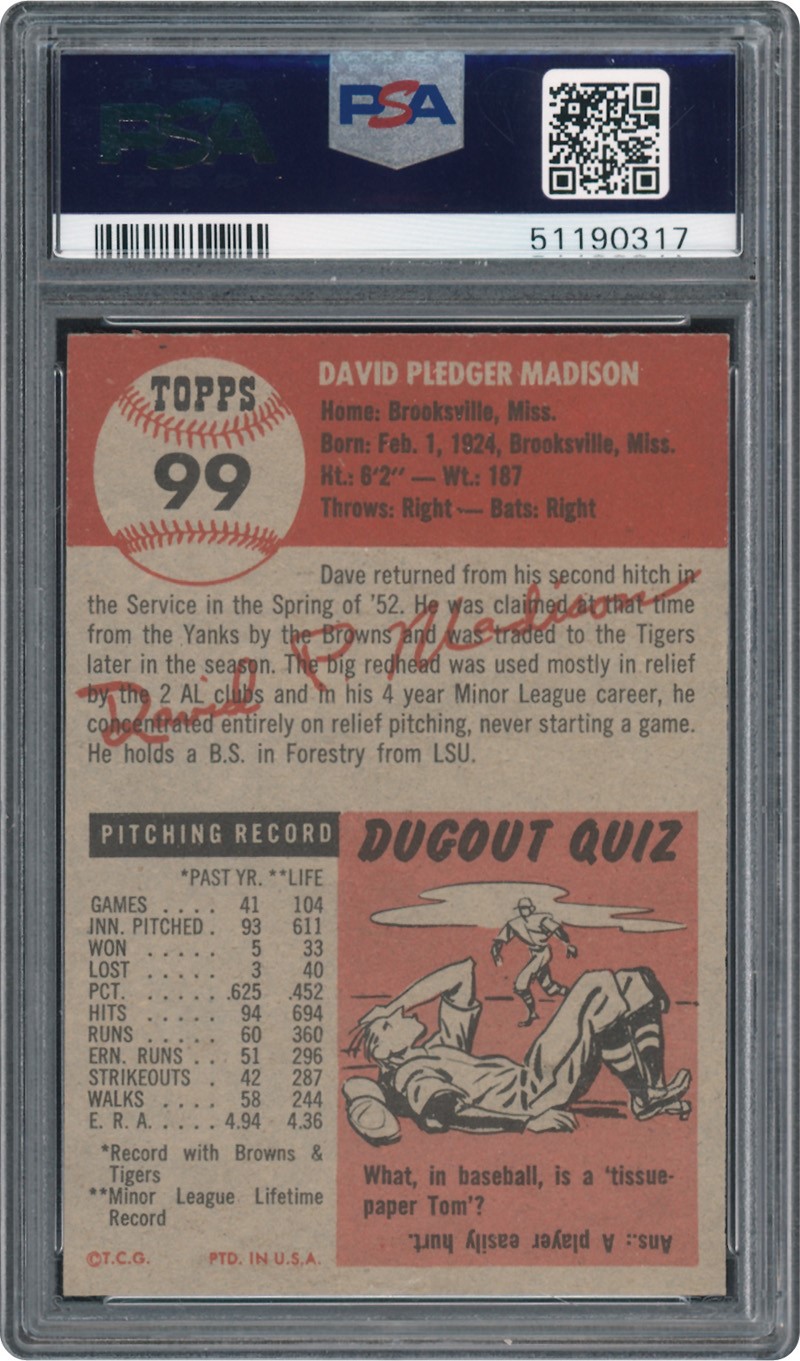 PSA
PSA
51190317
TOPPS
99
DAVID PLEDGER MADISON
Home: Brooksville, Miss.
Born: Feb. 1, 1924, Brooksville, Miss.
Ht.: 6'2" — Wt.: 187
Throws: Right — Bats: Right
Dave returned from his second hitch in
the Service in the Spring of '52. He was claimed at that time
from the Yanks by the Browns and was traded to the Tigers
later in the season. The big redhead was used mostly in relief
by the 2 AL clubs and in his 4 year Minor League career, he
concentrated entirely on relief pitching, never starting a game.
He holds a B.S. in Forestry from LSU.
David P. Madison
PITCHING RECORD
*PAST YR. **LIFE
GAMES .... 41 104
INN. PITCHED . 93 611
WON ..... 5 33
LOST ..... 3 40
PCT. ..... .625 .452
HITS ..... 94 694
RUNS ..... 60 360
ERN. RUNS .. 51 296
STRIKEOUTS . 42 287
WALKS .... 58 244
E. R. A. .... 4.94 4.36
*Record with Browns &
Tigers
**Minor League Lifetime
Record
©T.C.G. PTD. IN U.S.A.
DUGOUT QUIZ
What, in baseball, is a 'tissue-
paper Tom'?
Ans.: A player easily hurt.